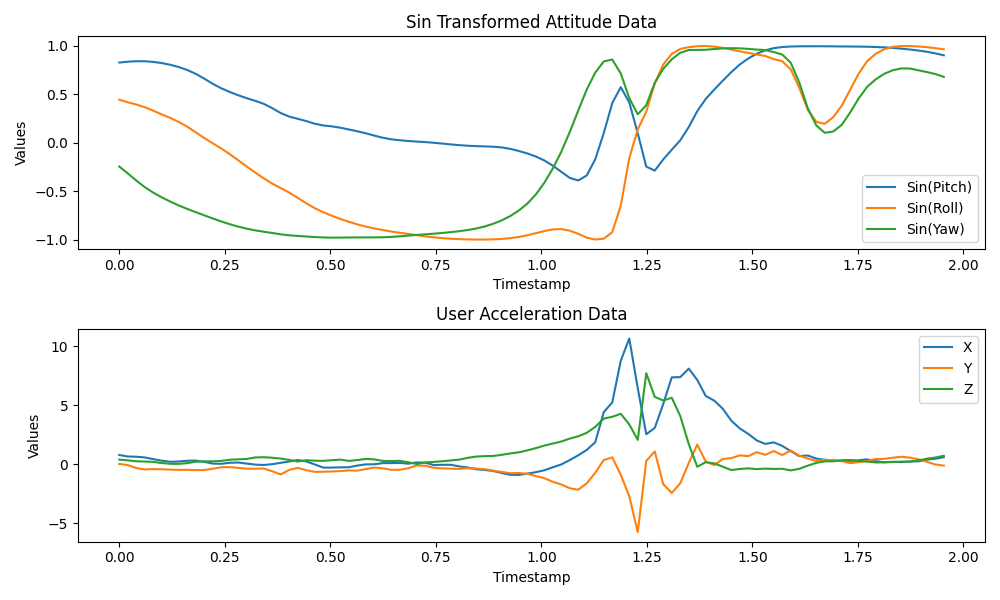 Sin Transformed Attitude Data
1.0
0.5
0.0
−0.5
−1.0
Values
Sin(Pitch)
Sin(Roll)
Sin(Yaw)
0.00 0.25 0.50 0.75 1.00 1.25 1.50 1.75 2.00
Timestamp
User Acceleration Data
10
5
0
−5
Values
X
Y
Z
0.00 0.25 0.50 0.75 1.00 1.25 1.50 1.75 2.00
Timestamp